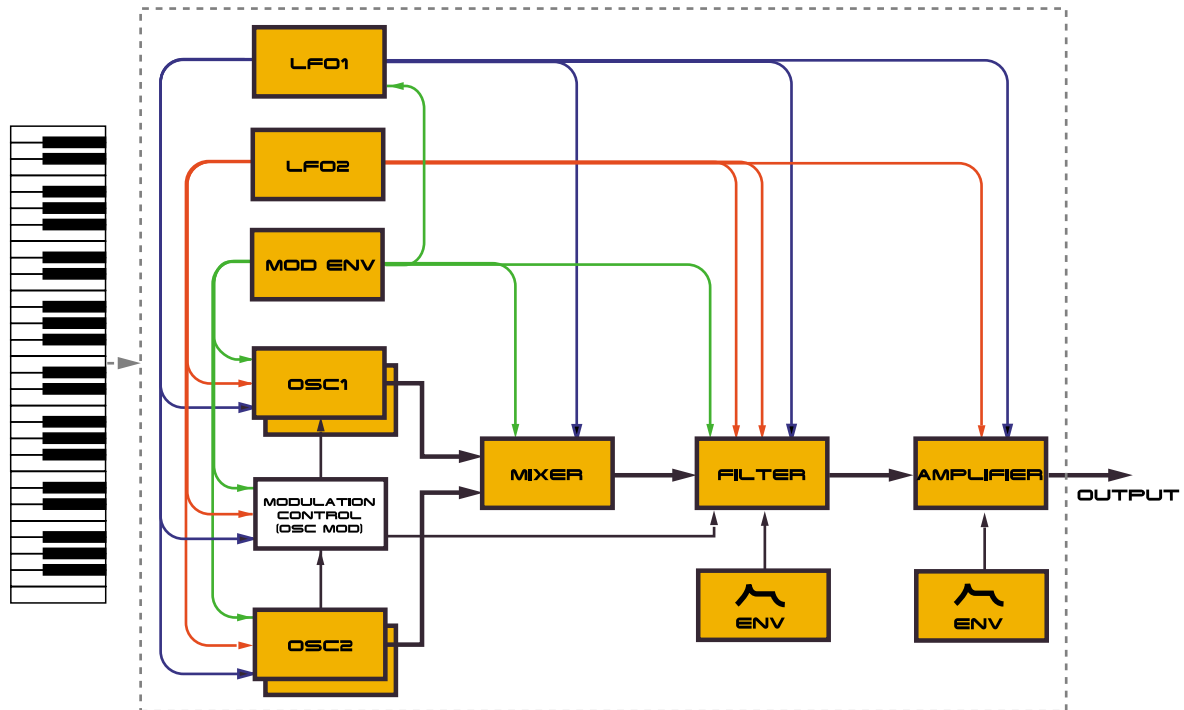 LFO1
LFO2
MOD ENV
OSC1
MIXER
FILTER
AMPLIFIER
OUTPUT
MODULATION
CONTROL
(OSC MOD)
ENV
ENV
OSC2